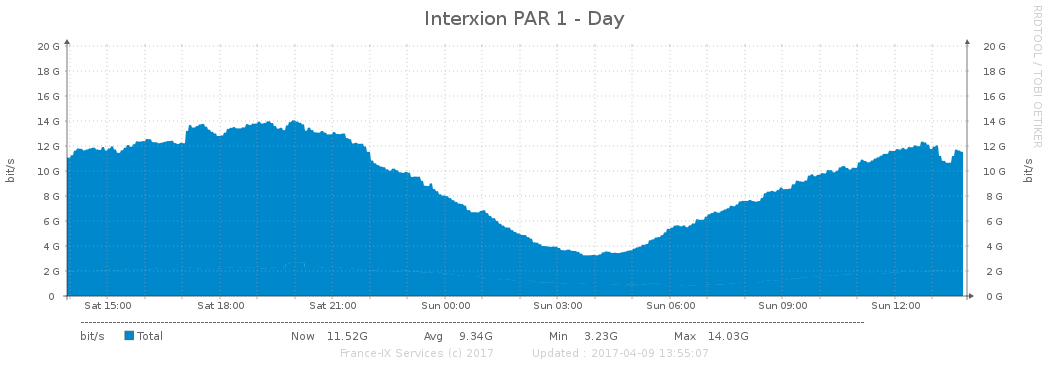 Interxion PAR 1 - Day
RRDTOOL / TOBI OETIKER
20 G 20 G
18 G 18 G
16 G 16 G
14 G 14 G
12 G 12 G
10 G 10 G
8 G 8 G
6 G 6 G
4 G 4 G
2 G 2 G
0 0 G
bit/s
bit/s
Sat 15:00 Sat 18:00 Sat 21:00 Sun 00:00 Sun 03:00 Sun 06:00 Sun 09:00 Sun 12:00
bit/s Total Now 11.52G Avg 9.34G Min 3.23G Max 14.03G
France-IX Services (c) 2017 Updated : 2017-04-09 13:55:07